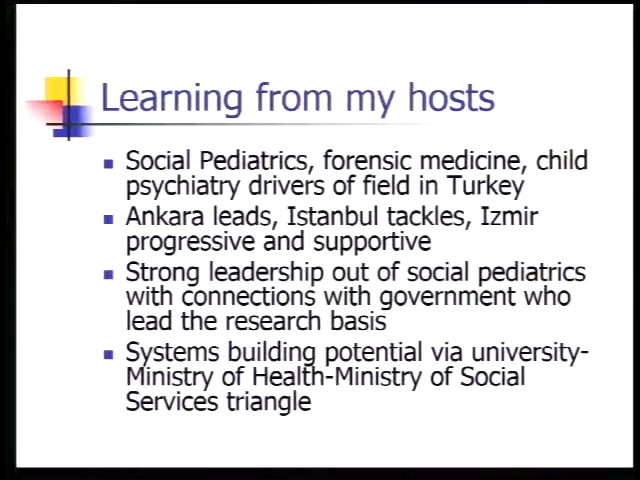 Learning from my hosts
Social Pediatrics, forensic medicine, child
psychiatry drivers of field in Turkey
Ankara leads, Istanbul tackles, Izmir
progressive and supportive
Strong leadership out of social pediatrics
with connections with government who
lead the research basis
Systems building potential via university-
Ministry of Health-Ministry of Social
Services triangle